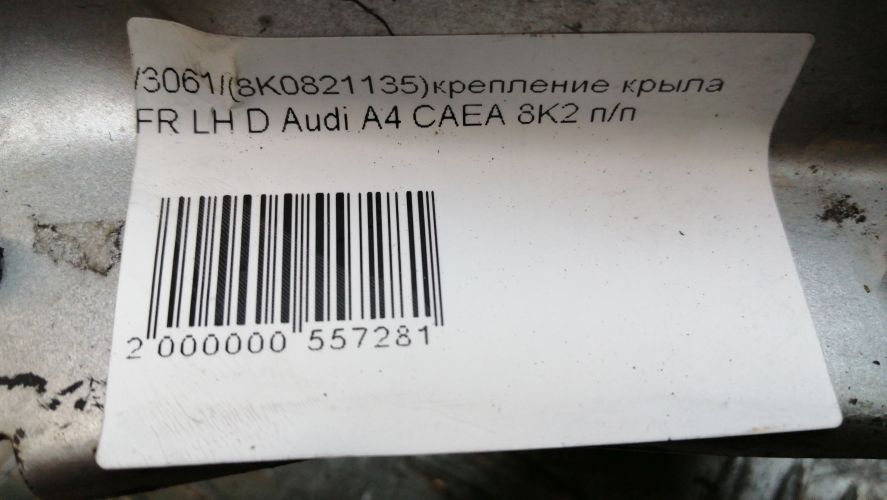 /3061/(8K0821135)крепление крыла
FR LH D Audi A4 CAEA 8K2 п/п
2 000000 557281